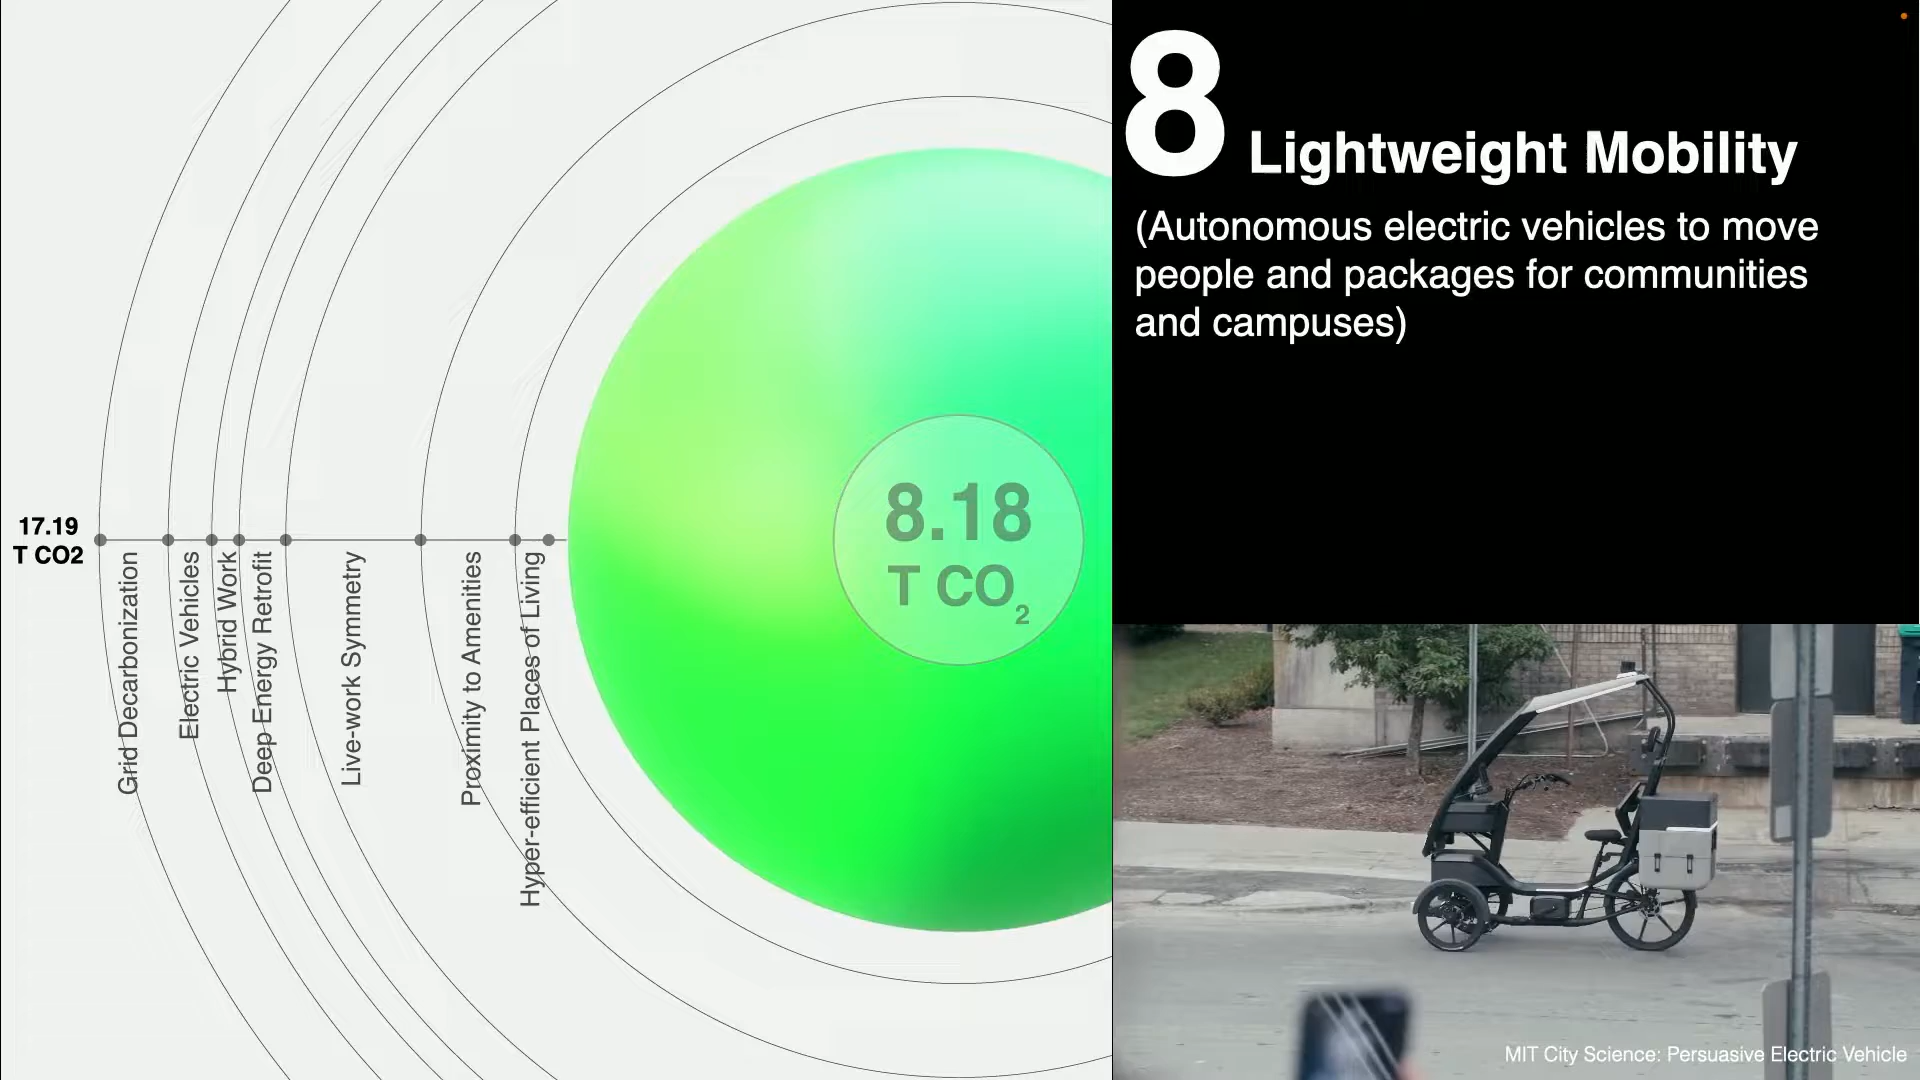 17.19
T CO2
Grid Decarbonization
Electric Vehicles
Hybrid Work
Deep Energy Retrofit
Live-work Symmetry
Proximity to Amenities
Hyper-efficient Places of Living
8.18
T CO₂
8 Lightweight Mobility
(Autonomous electric vehicles to move
people and packages for communities
and campuses)
MIT City Science: Persuasive Electric Vehicle